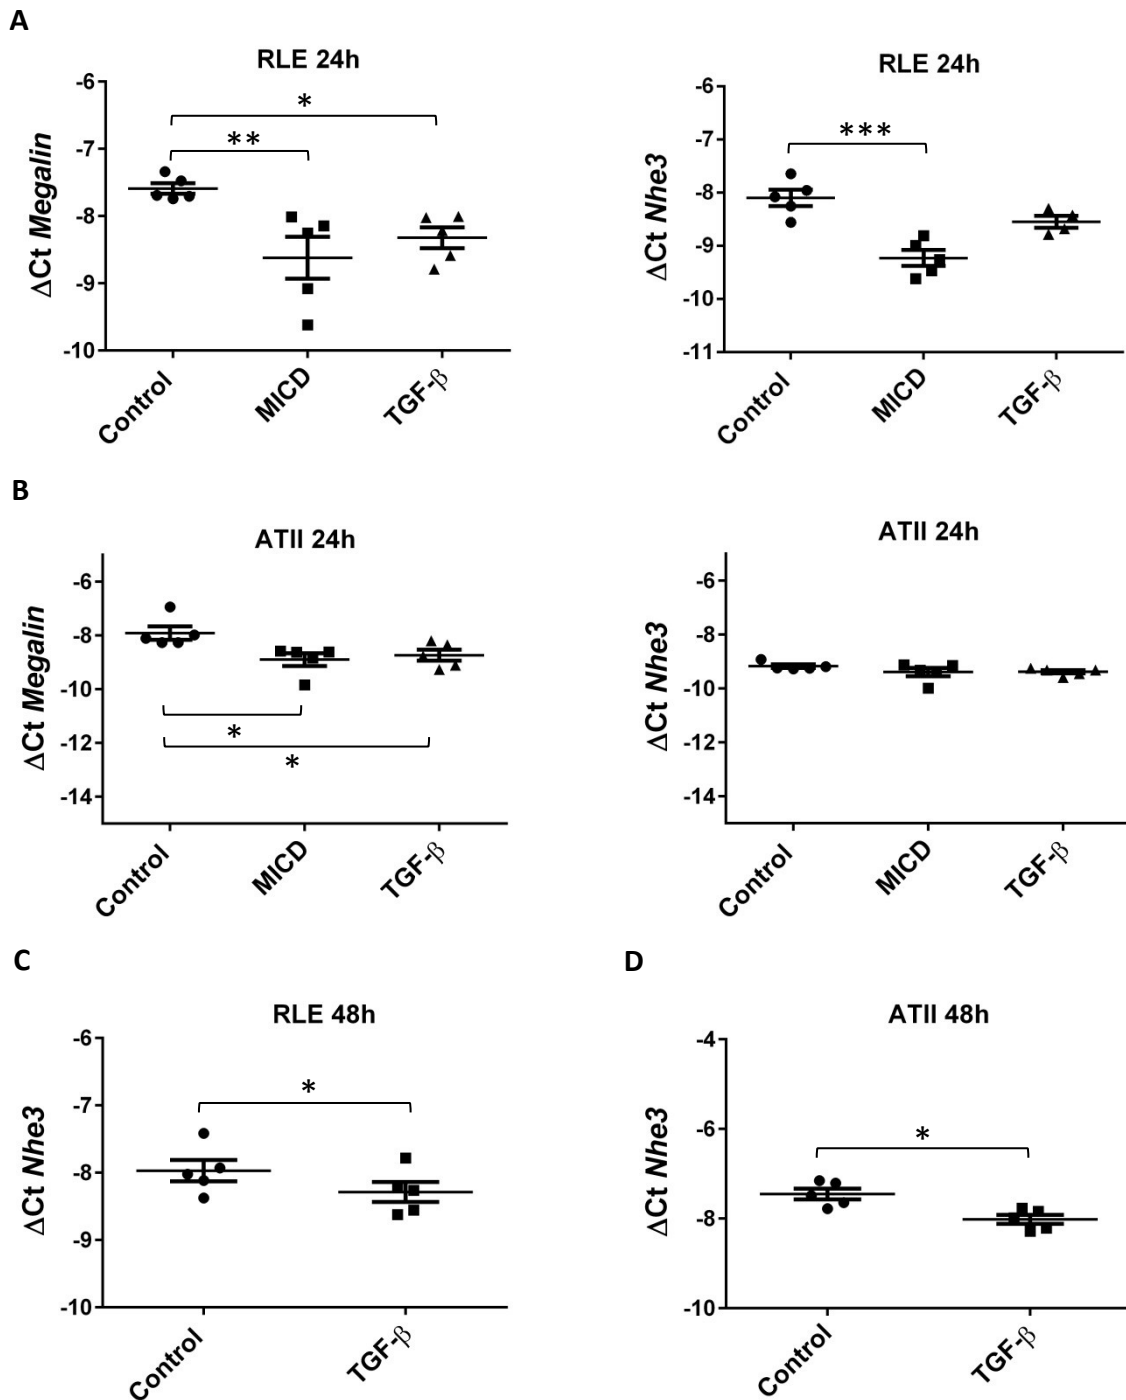 A
RLE 24h
-6
-7
-8
-9
-10
ΔCt Megalin
*
**
Control
MICD
TGF-β
RLE 24h
-6
-7
-8
-9
-10
-11
ΔCt Nhe3
***
Control
MICD
TGF-β
B
ATII 24h
-6
-8
-10
-12
-14
ΔCt Megalin
*
*
Control
MICD
TGF-β
ATII 24h
-6
-8
-10
-12
-14
ΔCt Nhe3
Control
MICD
TGF-β
C
RLE 48h
-6
-7
-8
-9
-10
ΔCt Nhe3
*
Control
TGF-β
D
ATII 48h
-4
-6
-8
-10
ΔCt Nhe3
*
Control
TGF-β